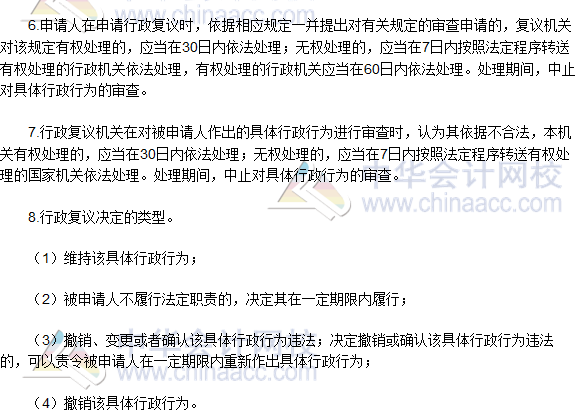 6.申请人在申请行政复议时，依据相应规定一并提出对有关规定的审查申请的，复议机关
对该规定有权处理的，应当在30日内依法处理；无权处理的，应当在7日内按照法定程序转送
有权处理的行政机关依法处理，有权处理的行政机关应当在60日内依法处理。处理期间，中止
对具体行政行为的审查。
7.行政复议机关在对被申请人作出的具体行政行为进行审查时，认为其依据不合法，本机
关有权处理的，应当在30日内依法处理；无权处理的，应当在7日内按照法定程序转送有权处
理的国家机关依法处理。处理期间，中止对具体行政行为的审查。
8.行政复议决定的类型。
（1）维持该具体行政行为；
（2）被申请人不履行法定职责的，决定其在一定期限内履行；
（3）撤销、变更或者确认该具体行政行为违法；决定撤销或确认该具体行政行为违法
的，可以责令被申请人在一定期限内重新作出具体行政行为；
（4）撤销该具体行政行为。
中华会计网校
www.chinaacc.com